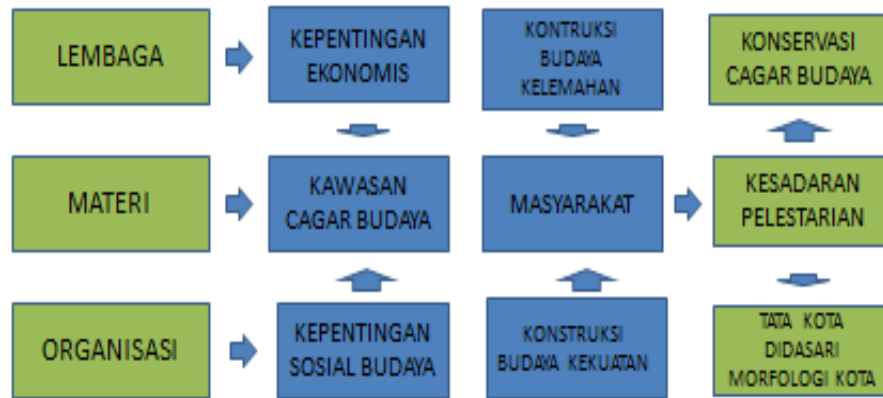 LEMBAGA
KEPENTINGAN
EKONOMIS
KONTRUKSI
BUDAYA
KELEMAHAN
KONSERVASI
CAGAR BUDAYA
MATERI
KAWASAN
CAGAR BUDAYA
MASYARAKAT
KESADARAN
PELESTARIAN
ORGANISASI
KEPENTINGAN
SOSIAL BUDAYA
KONSTRUKSI
BUDAYA KEKUATAN
TATA KOTA
DIDASARI
MORFOLOGI KOTA